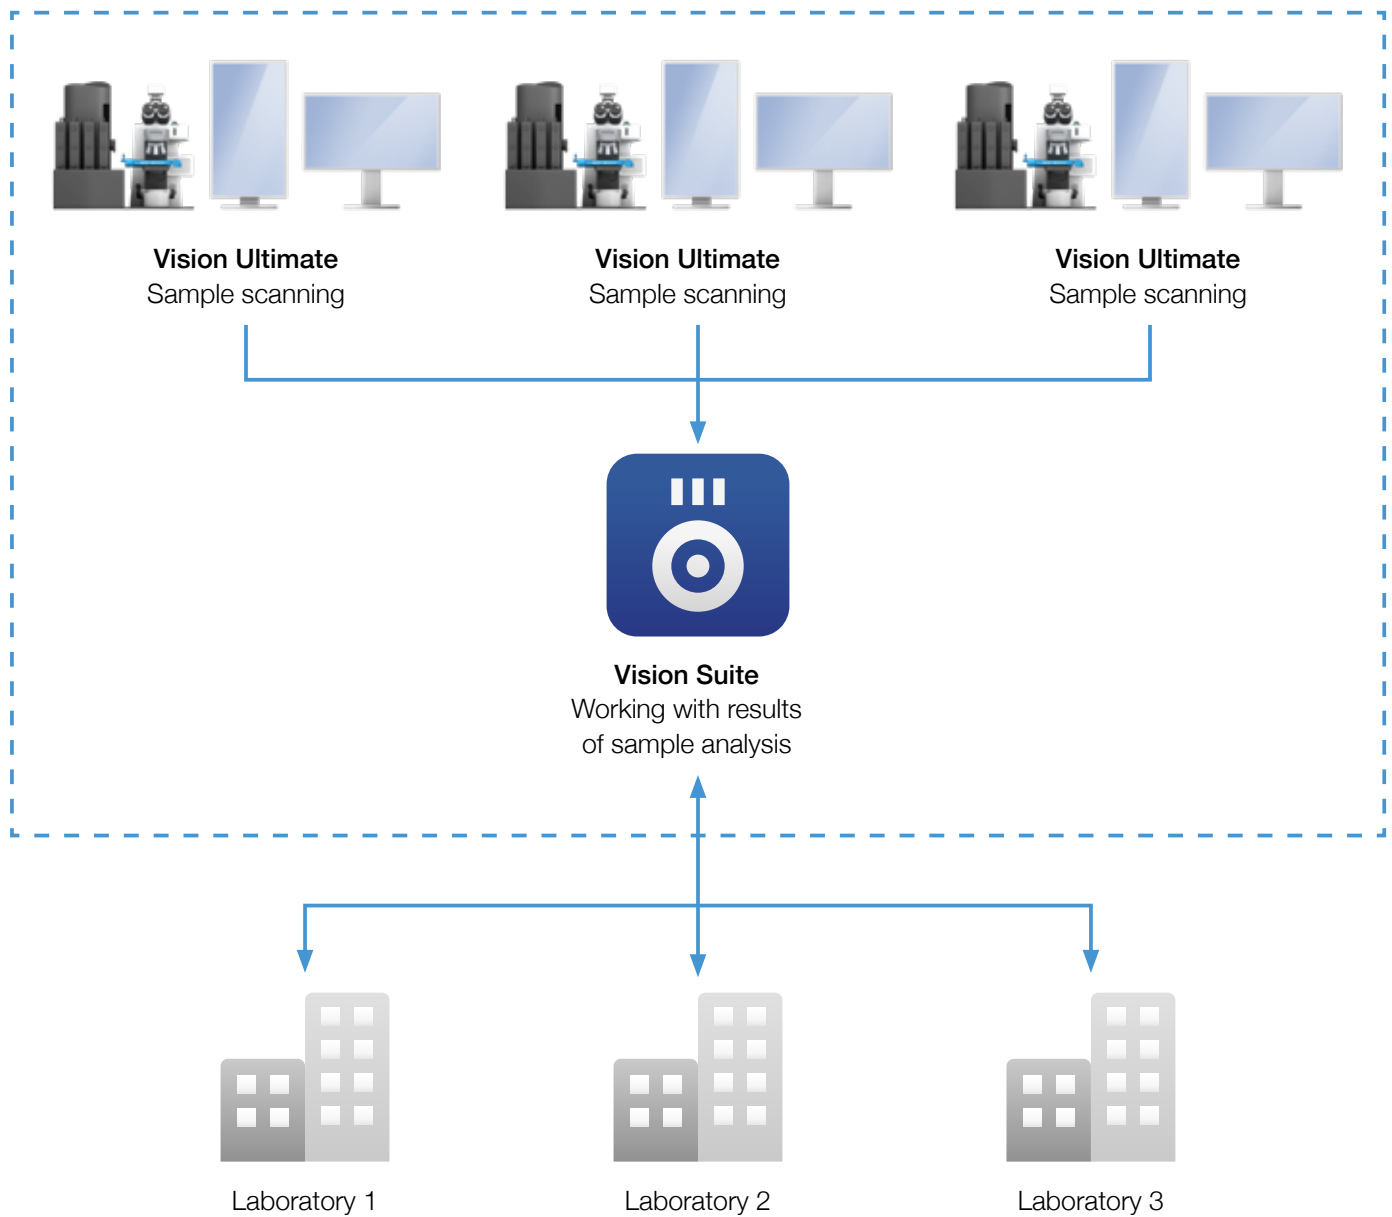 Vision Ultimate
Sample scanning
Vision Ultimate
Sample scanning
Vision Ultimate
Sample scanning
Vision Suite
Working with results
of sample analysis
Laboratory 1
Laboratory 2
Laboratory 3